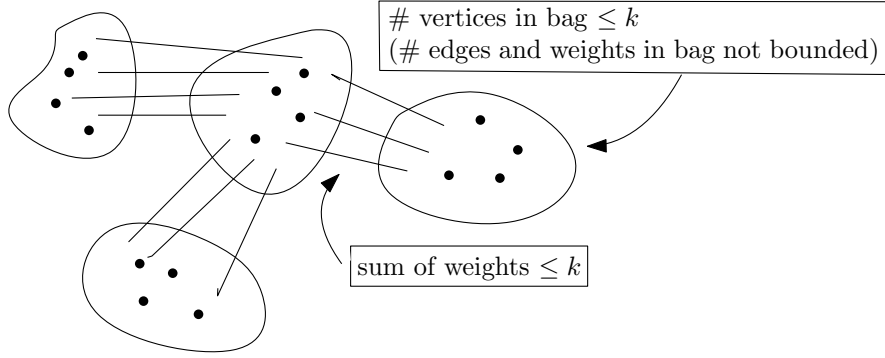 # vertices in bag ≤ k
(# edges and weights in bag not bounded)
sum of weights ≤ k